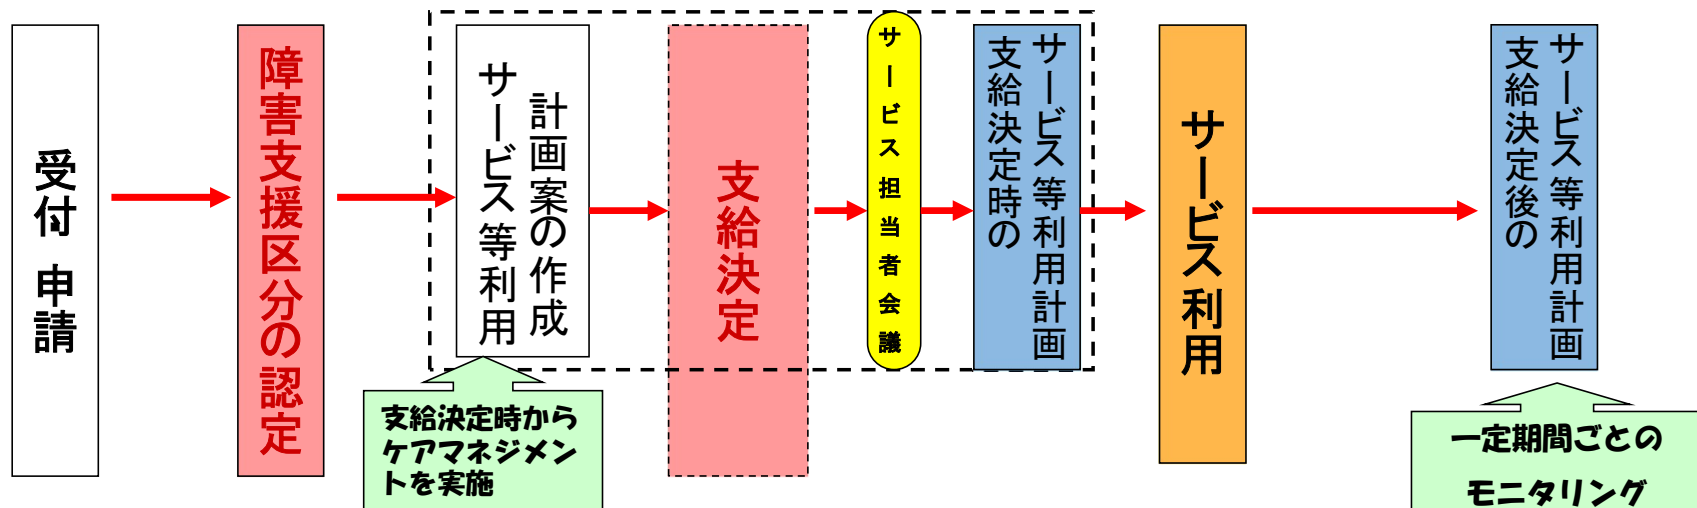 受付 申請
障害支援区分の認定
サービス等利用
計画案の作成
支給決定
サービス担当者会議
支給決定時の
サービス等利用計画
サービス利用
支給決定後の
サービス等利用計画
支給決定時から
ケアマネジメン
トを実施
一定期間ごとの
モニタリング